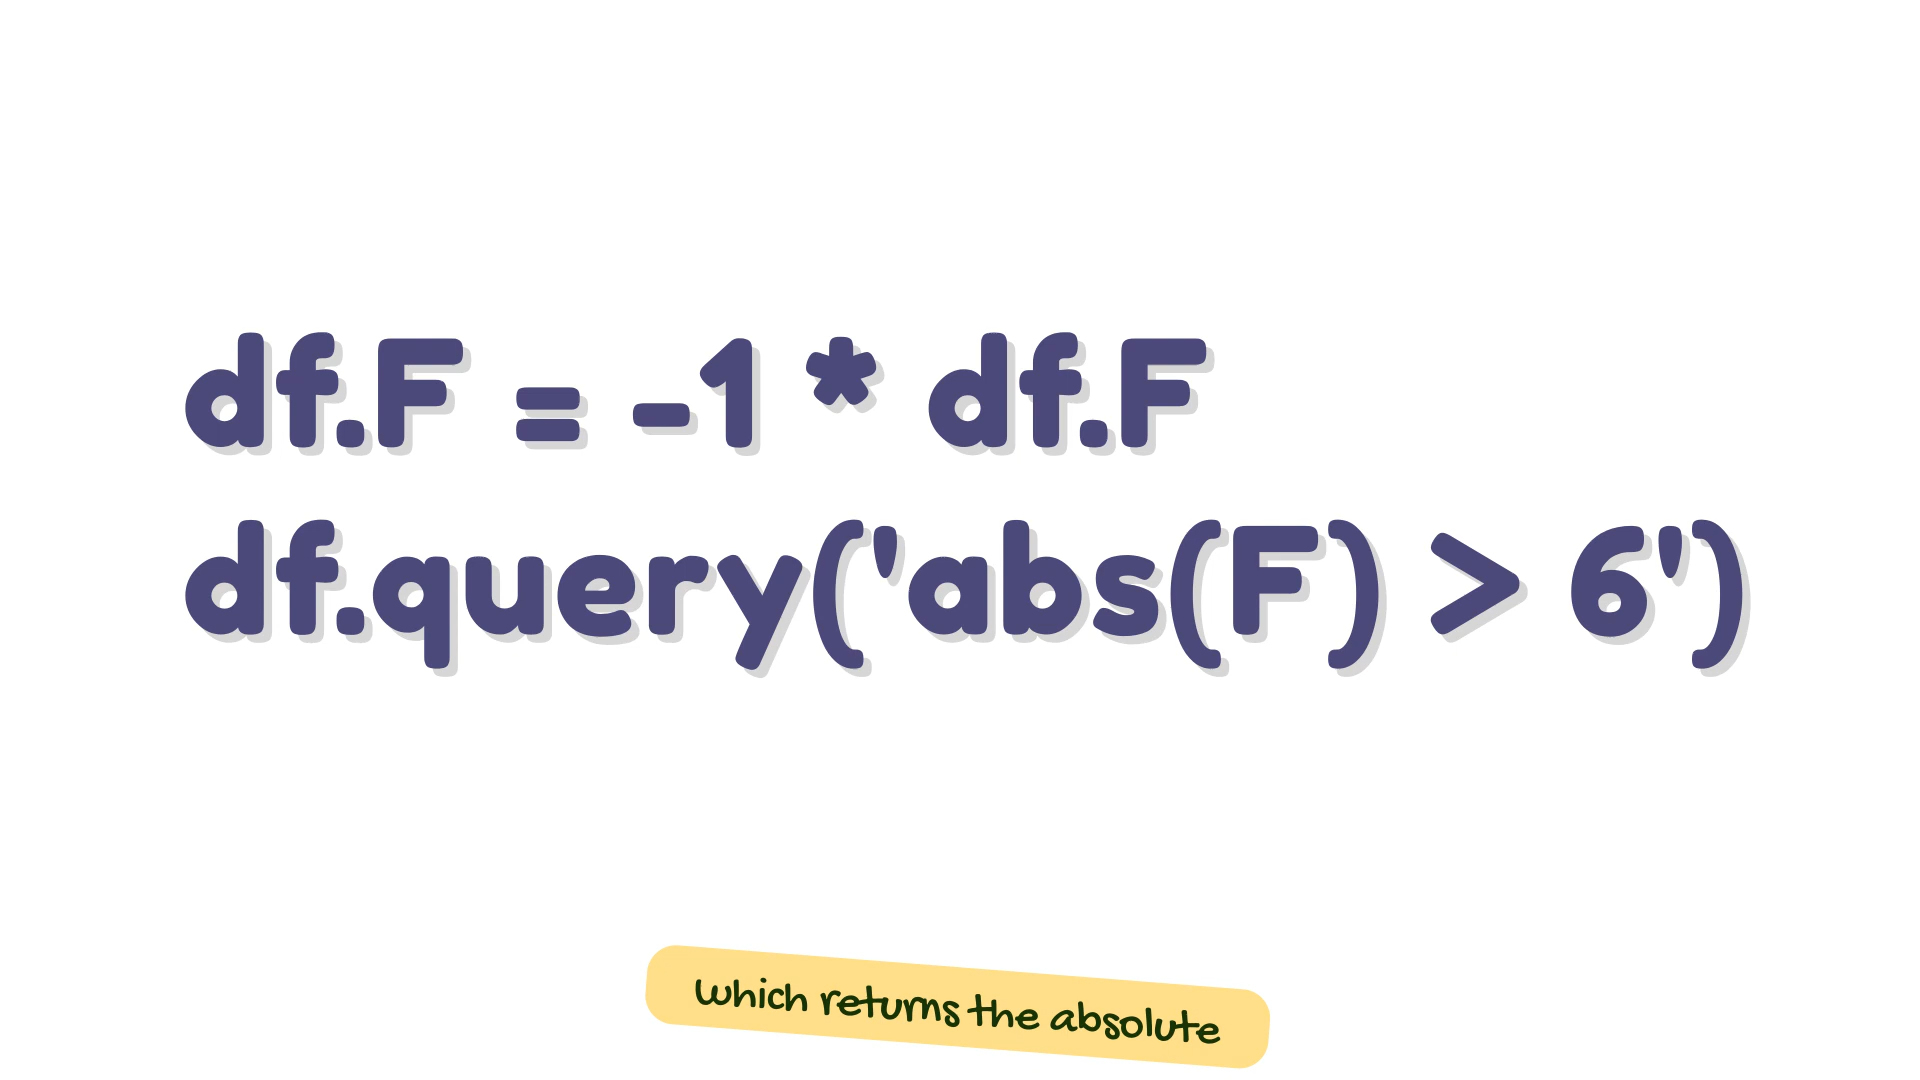 df.F = -1 * df.F
df.query('abs(F) > 6')
which returns the absolute